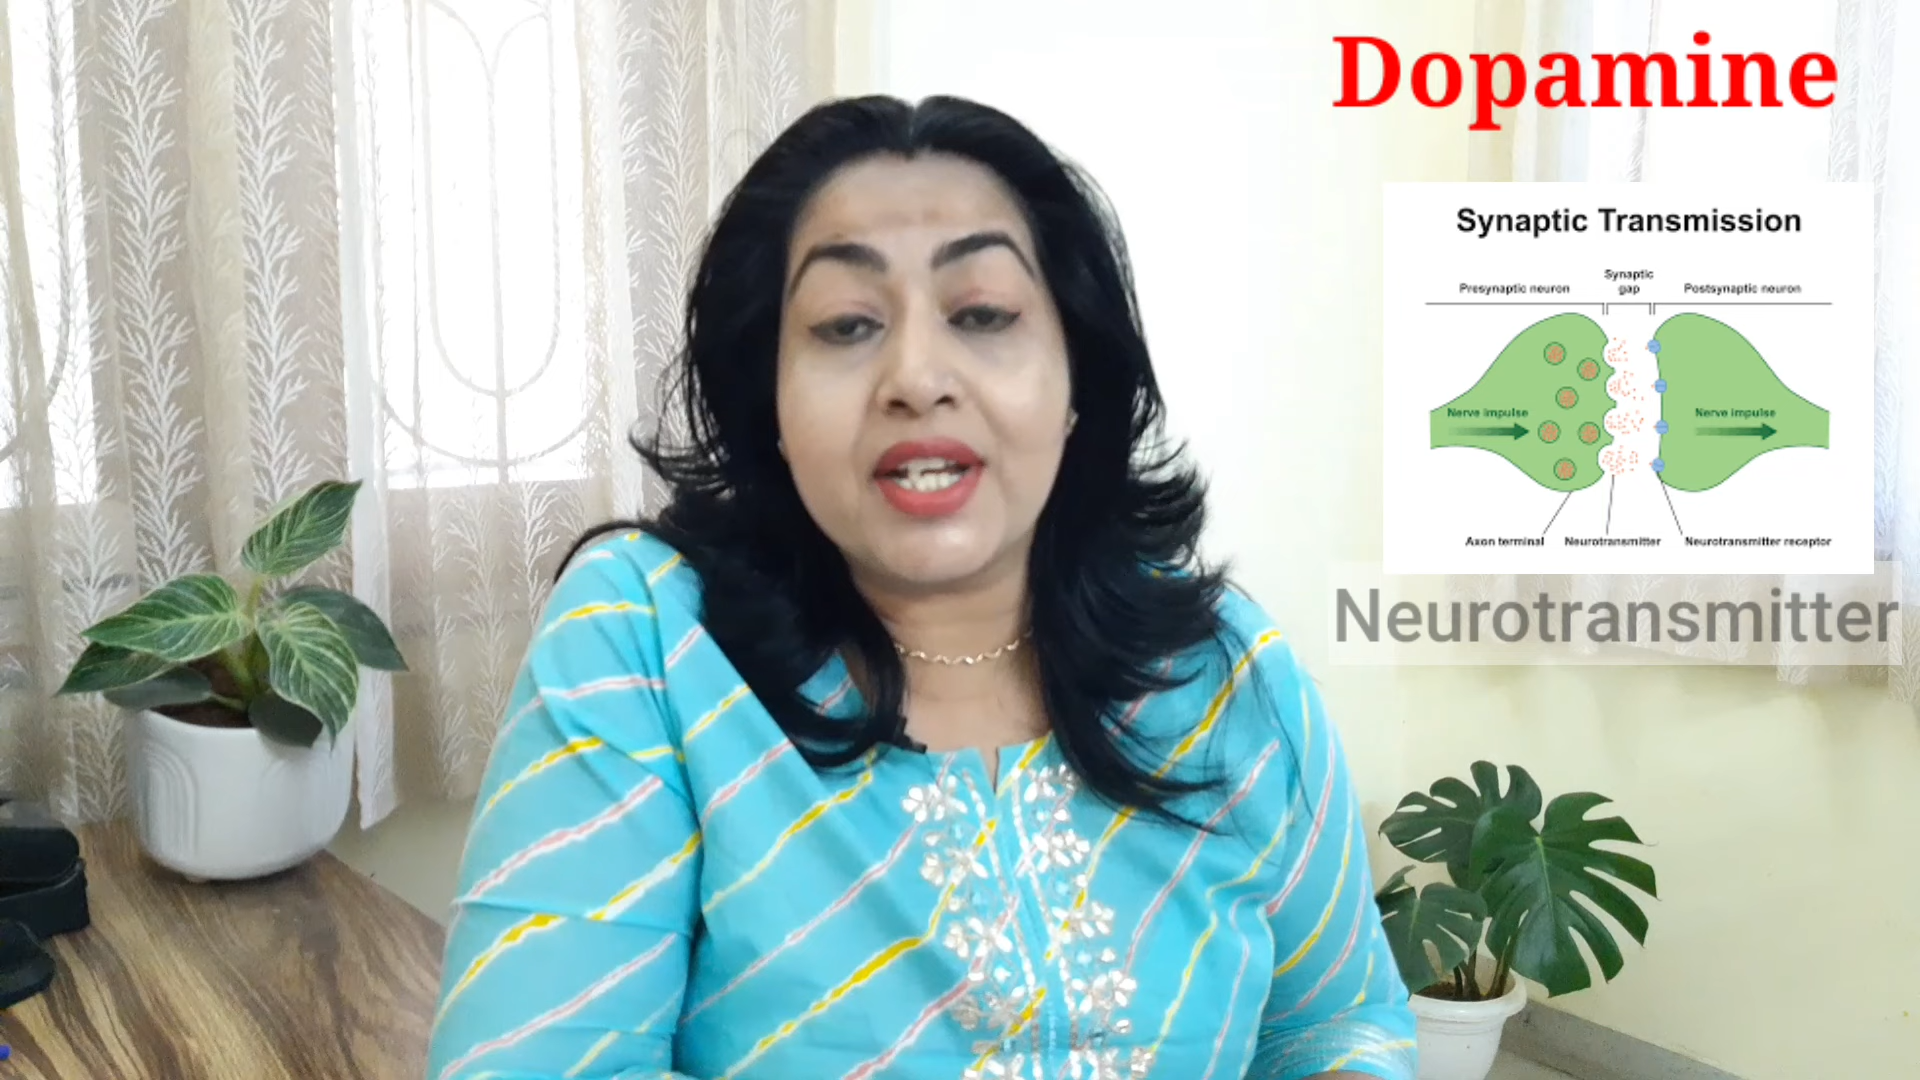 Dopamine
Synaptic Transmission
Presynaptic neuron
Synaptic
gap
Postsynaptic neuron
Nerve impulse
Nerve impulse
Axon terminal
Neurotransmitter
Neurotransmitter receptor
Neurotransmitter